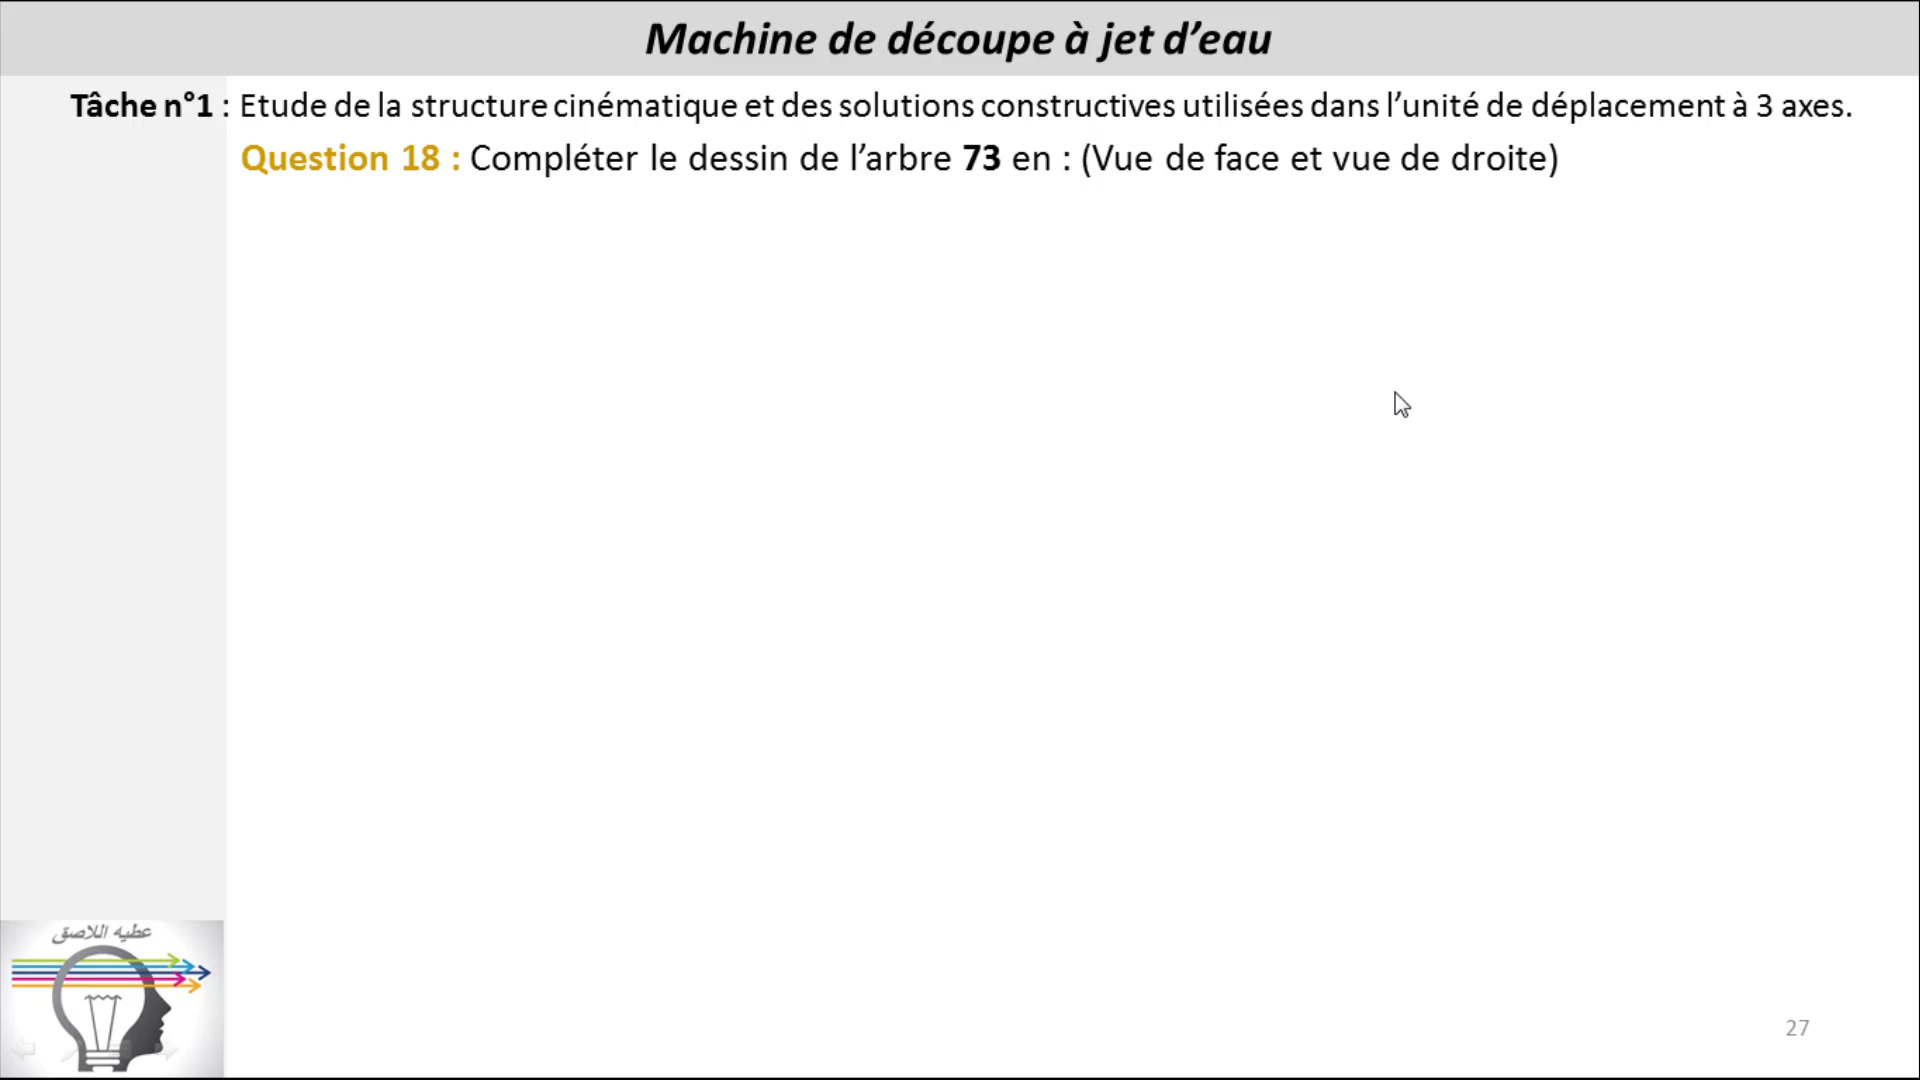 Machine de découpe à jet d’eau
Tâche n°1 : Etude de la structure cinématique et des solutions constructives utilisées dans l’unité de déplacement à 3 axes.
Question 18 : Compléter le dessin de l’arbre 73 en : (Vue de face et vue de droite)
عطيه اللاصق
27